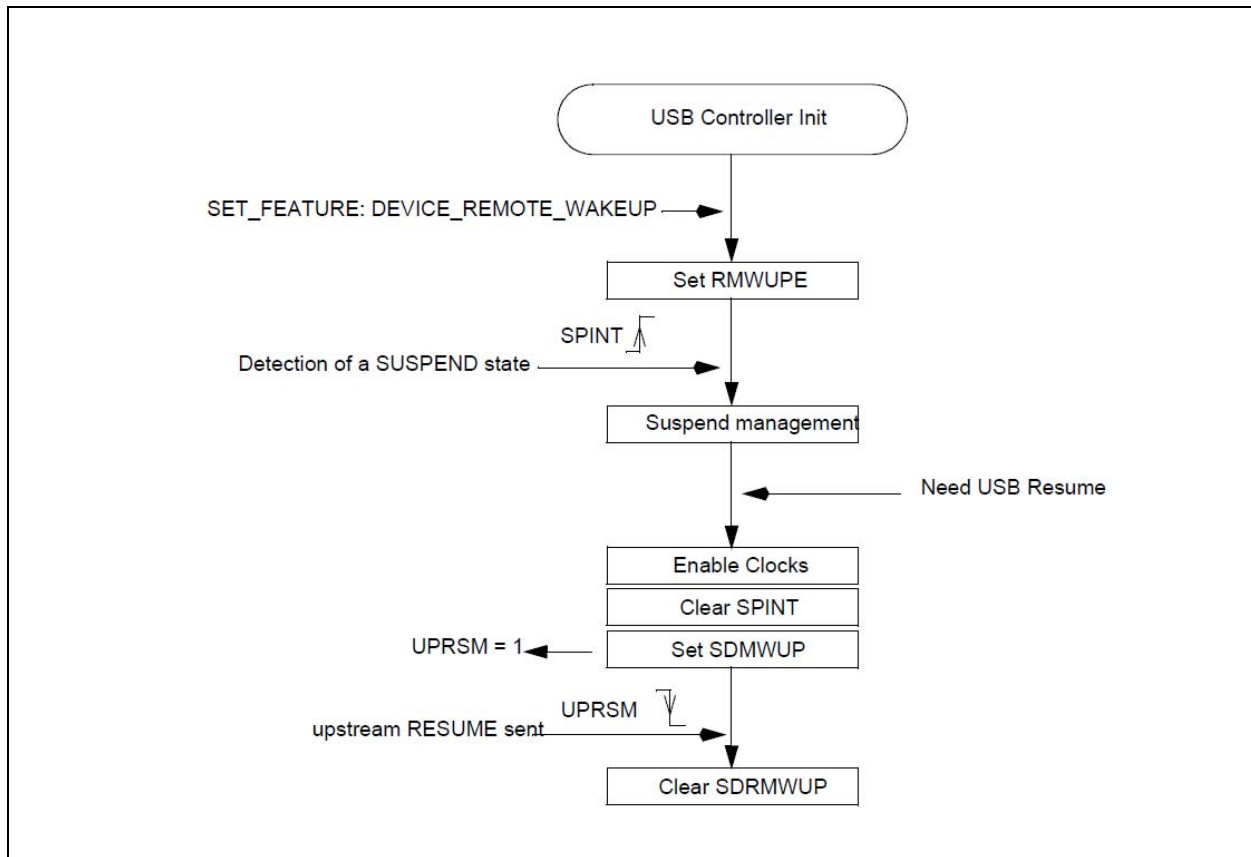 USB Controller Init
SET_FEATURE: DEVICE_REMOTE_WAKEUP
Set RMWUPE
SPINT
Detection of a SUSPEND state
Suspend management
Need USB Resume
Enable Clocks
Clear SPINT
UPRSM = 1
Set SDMWUP
UPRSM
upstream RESUME sent
Clear SDRMWUP